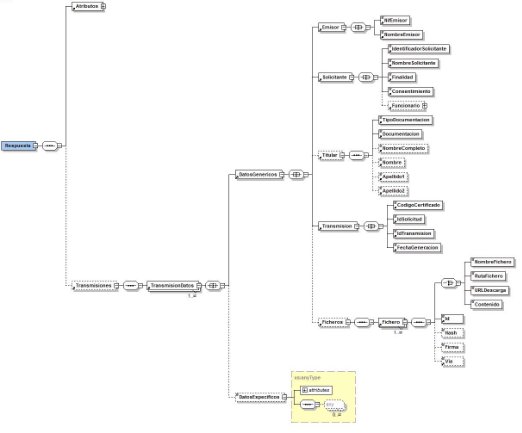 Respuesta
Atributos
Transmisiones
TransmisionDatos
1..∞
DatosGenericos
Emisor
NifEmisor
NombreEmisor
Solicitante
IdentificadorSolicitante
NombreSolicitante
Finalidad
Consentimiento
Funcionario
Titular
TipoDocumentacion
Documentacion
NombreCompleto
Nombre
Apellido1
Apellido2
Transmision
CodigoCertificado
IdSolicitud
IdTransmision
FechaGeneracion
Ficheros
Fichero
1..∞
NombreFichero
RutaFichero
URLDescarga
Contenido
Id
Hash
Firma
Via
DatosEspecificos
attributes
any
0..∞